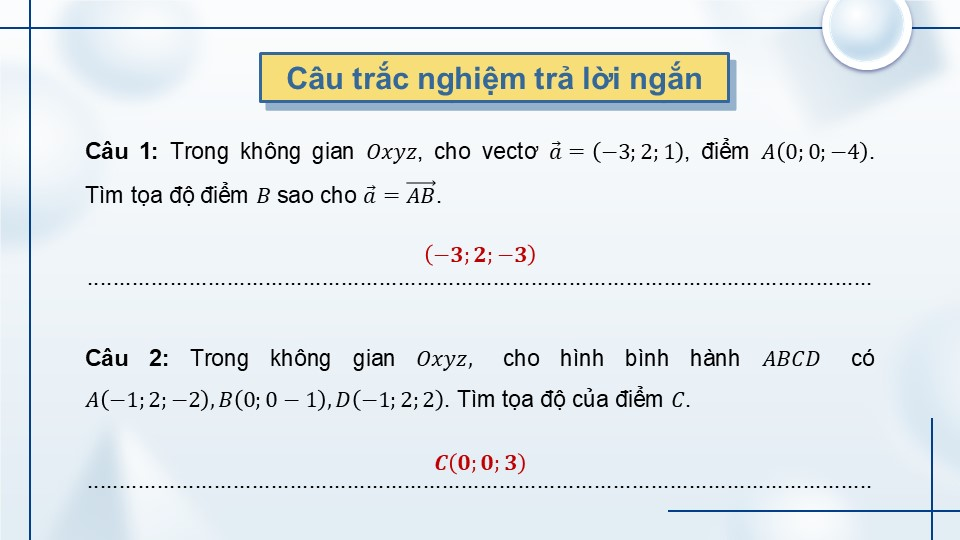 Câu trắc nghiệm trả lời ngắn
Câu 1: Trong không gian 𝑂𝑥𝑦𝑧, cho vectơ 𝑎⃗ = (−3; 2; 1), điểm 𝐴(0; 0; −4).
Tìm tọa độ điểm 𝐵 sao cho 𝑎⃗ = 𝐴𝐵⃗.
(−𝟑; 𝟐; −𝟑)
................................................................................................................................
Câu 2: Trong không gian 𝑂𝑥𝑦𝑧, cho hình bình hành 𝐴𝐵𝐶𝐷 có
𝐴(−1; 2; −2), 𝐵(0; 0 − 1), 𝐷(−1; 2; 2). Tìm tọa độ của điểm 𝐶.
𝑪(𝟎; 𝟎; 𝟑)
................................................................................................................................